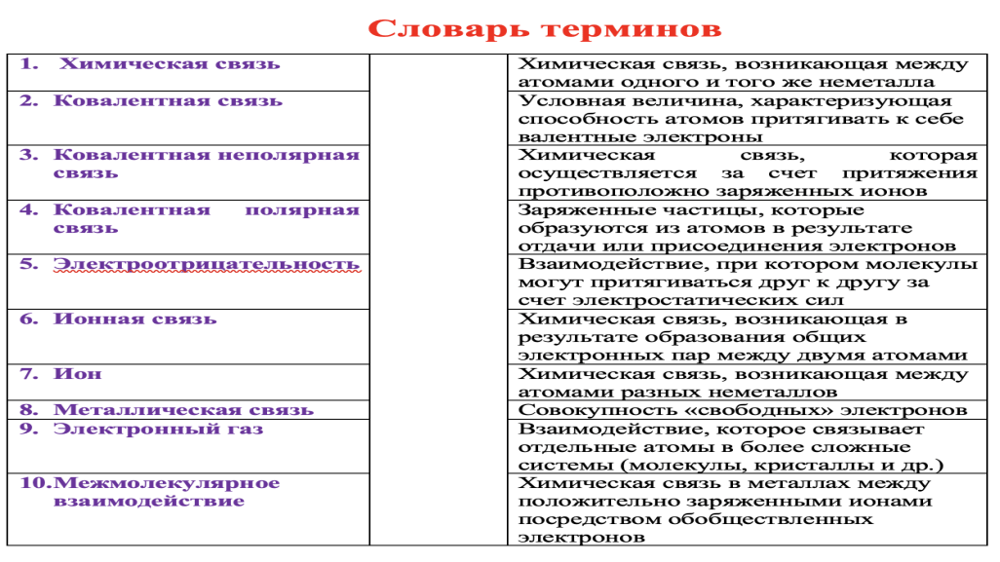 Словарь терминов
1. Химическая связь
Химическая связь, возникающая между
атомами одного и того же неметалла
2. Ковалентная связь
Условная величина, характеризующая
способность атомов притягивать к себе
валентные электроны
3. Ковалентная неполярная
связь
Химическая связь, которая
осуществляется за счет притяжения
противоположно заряженных ионов
4. Ковалентная полярная
связь
Заряженные частицы, которые
образуются из атомов в результате
отдачи или присоединения электронов
5. Электроотрицательность
Взаимодействие, при котором молекулы
могут притягиваться друг к другу за
счет электростатических сил
6. Ионная связь
Химическая связь, возникающая в
результате образования общих
электронных пар между двумя атомами
7. Ион
Химическая связь, возникающая между
атомами разных неметаллов
8. Металлическая связь
Совокупность «свободных» электронов
9. Электронный газ
Взаимодействие, которое связывает
отдельные атомы в более сложные
системы (молекулы, кристаллы и др.)
10. Межмолекулярное
взаимодействие
Химическая связь в металлах между
положительно заряженными ионами
посредством обобществленных
электронов